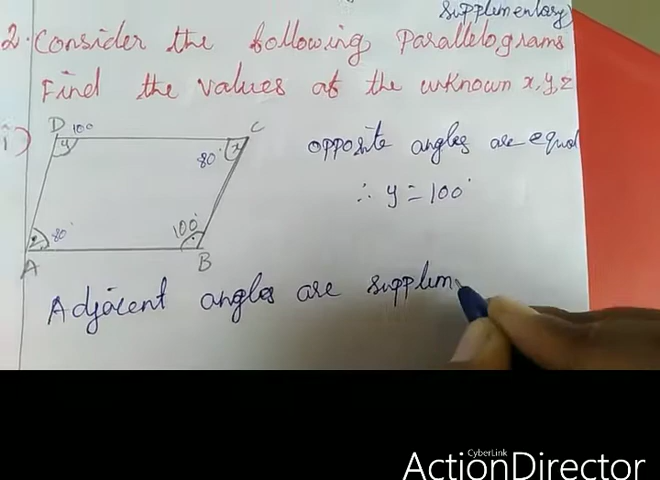 supplementary
2. Consider the following Parallelograms
Find the values of the unknown x, y, z
i)
D 100 C
y 80° x
opposite angles are equal
∴ y = 100°
80° 100°
A B
Adjacent angles are supplem
CyberLink
ActionDirector